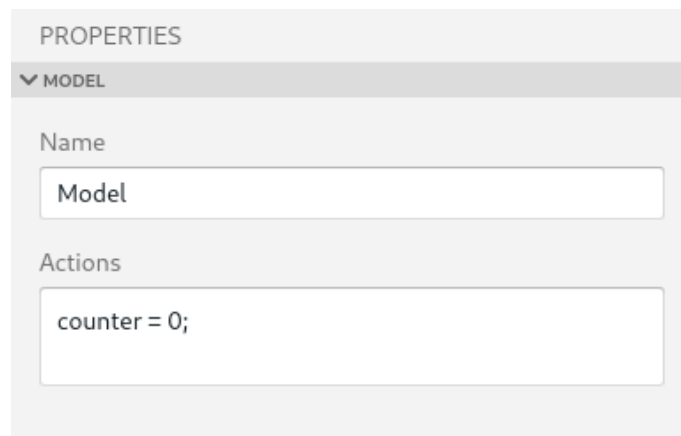 PROPERTIES
MODEL
Name
Model
Actions
counter = 0;